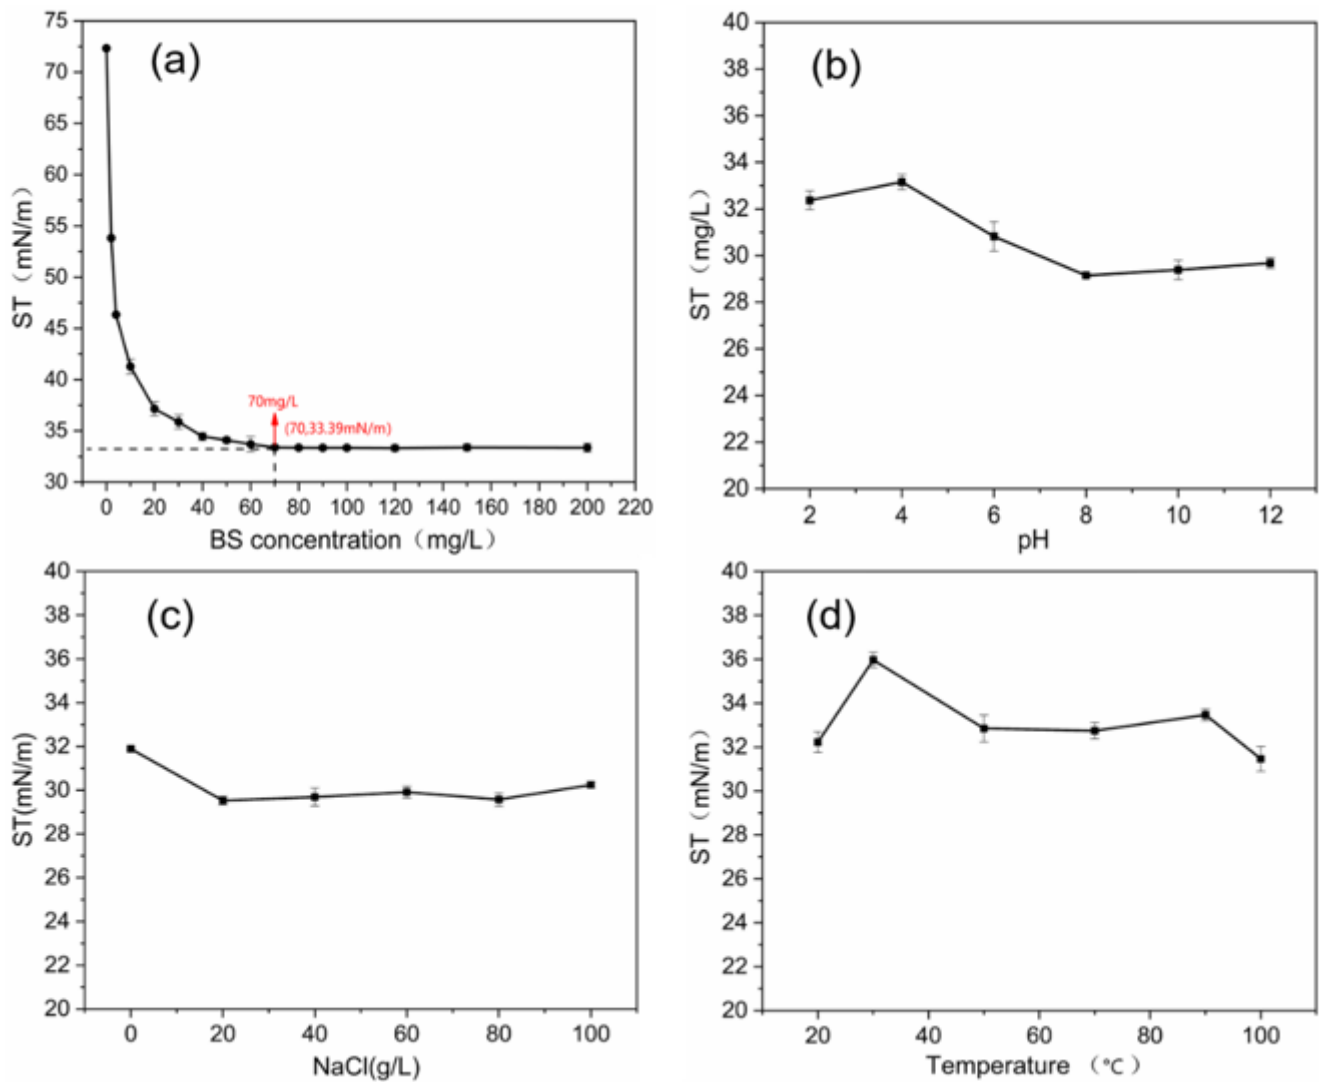 (a)
75
70
65
60
55
50
45
40
35
30
ST（mN/m）
70mg/L
(70,33.39mN/m)
0 20 40 60 80 100 120 140 160 180 200 220
BS concentration（mg/L）
(b)
40
38
36
34
32
30
28
26
24
22
20
ST（mg/L）
2 4 6 8 10 12
pH
(c)
40
38
36
34
32
30
28
26
24
22
20
ST(mN/m)
0 20 40 60 80 100
NaCl(g/L)
(d)
40
38
36
34
32
30
28
26
24
22
20
ST（mN/m）
20 40 60 80 100
Temperature （℃）